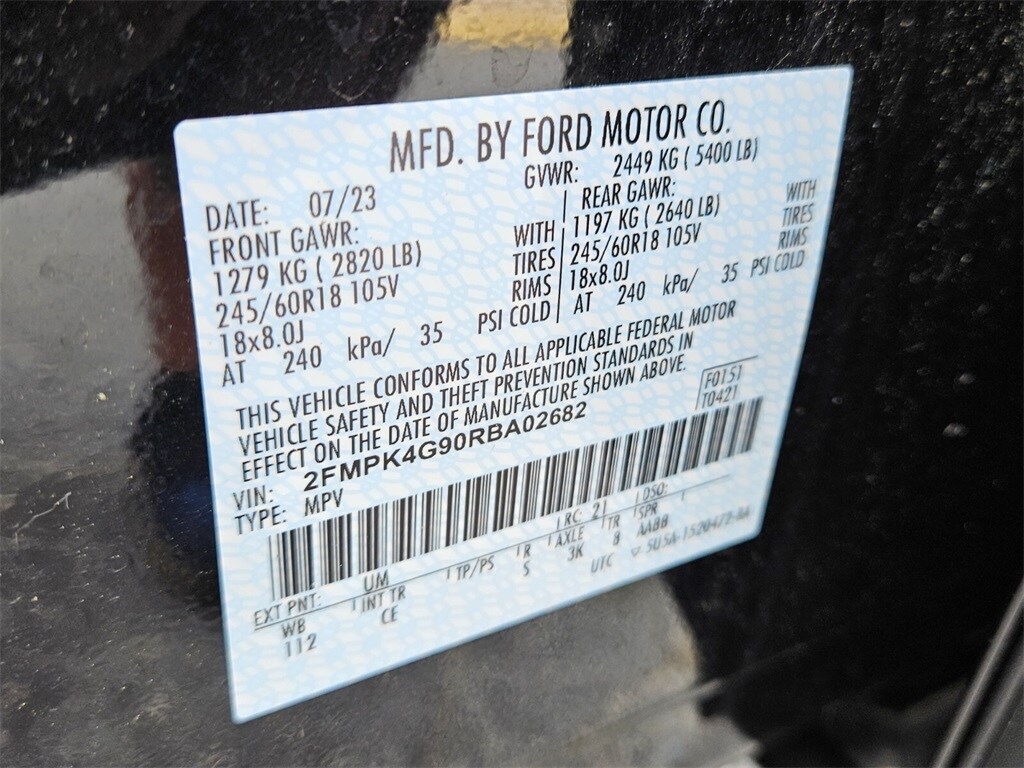 MFD. BY FORD MOTOR CO.
DATE: 07/23 GVWR: 2449 KG ( 5400 LB)
FRONT GAWR: REAR GAWR:
1279 KG ( 2820 LB) WITH 1197 KG ( 2640 LB) WITH
245/60R18 105V TIRES 245/60R18 105V TIRES
18x8.0J RIMS 18x8.0J RIMS
AT 240 kPa/ 35 PSI COLD AT 240 kPa/ 35 PSI COLD
THIS VEHICLE CONFORMS TO ALL APPLICABLE FEDERAL MOTOR
VEHICLE SAFETY AND THEFT PREVENTION STANDARDS IN
EFFECT ON THE DATE OF MANUFACTURE SHOWN ABOVE.
F0151
T0421
VIN: 2FMPK4G90RBA02682
TYPE: MPV
EXT PNT: UM RC: 21 DSO:
WB INT TR TP/PS R AXLE TR SPR
112 CE S 3K 8 AABB
UTC